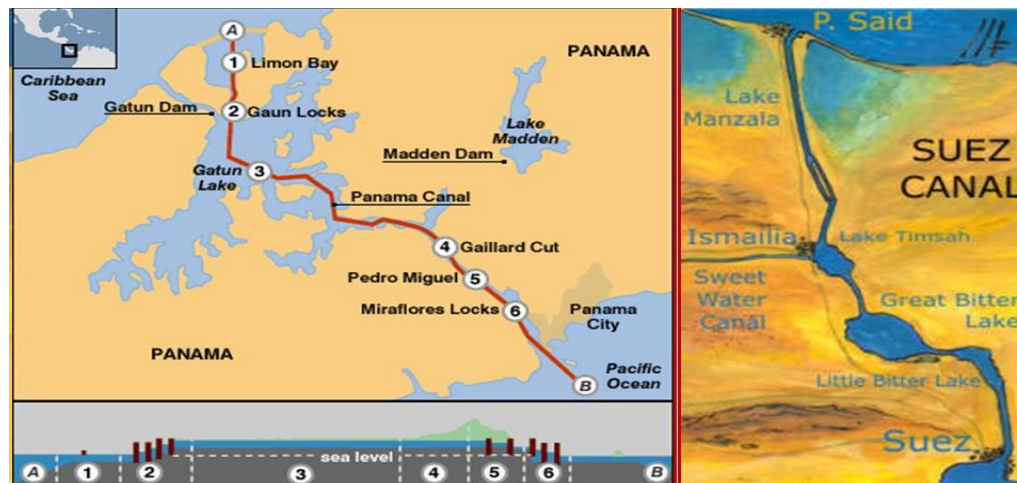 Caribbean
Sea
A
1
Limon Bay
PANAMA
Gatun Dam
2
Gaun Locks
Lake
Madden
Madden Dam
Gatun
Lake
3
Panama Canal
4
Gaillard Cut
Pedro Miguel
5
Miraflores Locks
6
Panama
City
PANAMA
Pacific
Ocean
B
sea level
A
1
2
3
4
5
6
B
P. Said
Lake
Manzala
SUEZ
CANAL
Ismailia
Lake Timsah
Sweet
Water
Canal
Great Bitter
Lake
Little Bitter Lake
Suez